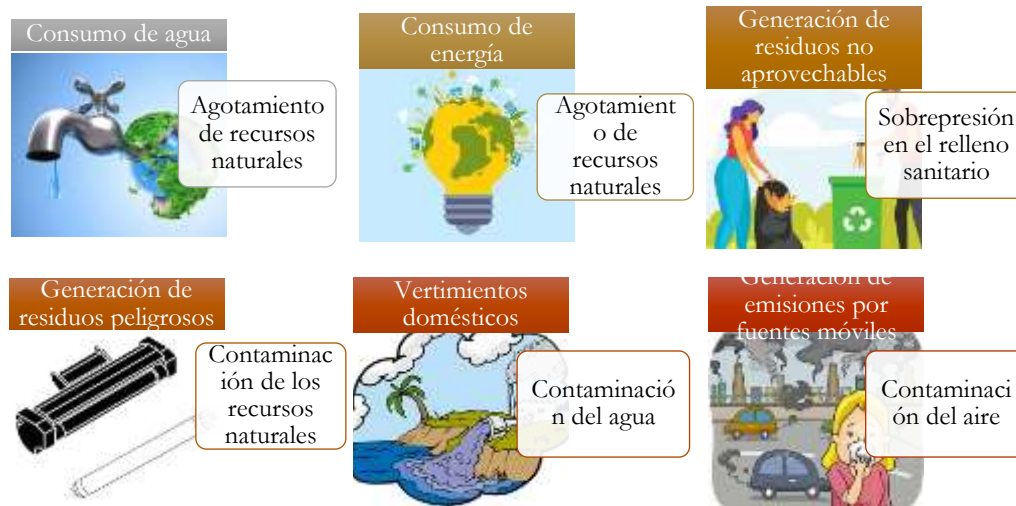 Consumo de agua
Agotamiento
de recursos
naturales
Consumo de
energía
Agotamient
o de
recursos
naturales
Generación de
residuos no
aprovechables
Sobrepresión
en el relleno
sanitario
Generación de
residuos peligrosos
Contaminac
ión de los
recursos
naturales
Vertimientos
domésticos
Contaminació
n del agua
Generación de
emisiones por
fuentes móviles
Contaminaci
ón del aire